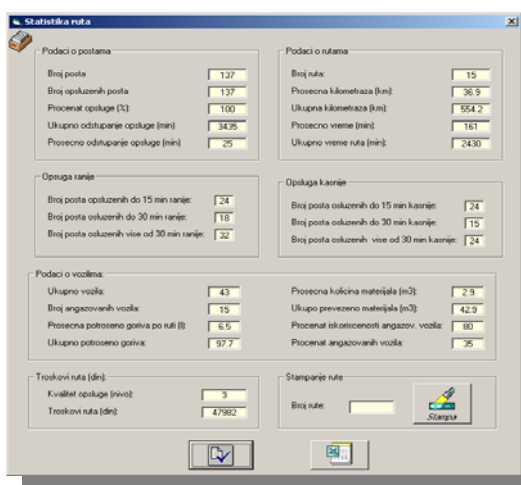 Statistika ruta
Podaci o postama
Broj posta 137
Broj opsluzenih posta 137
Procenat opsluge (%): 100
Ukupno odstupanje opsluge (min) 3435
Prosecno odstupanje opsluge (min) 25
Podaci o rutama
Broj ruta: 15
Prosecna kilometraza (km): 36.9
Ukupna kilometraza (km): 554.2
Prosecno vreme (min): 161
Ukupno vreme ruta (min): 2430
Opsuga ranije
Broj posta opsluzenih do 15 min ranije: 24
Broj posta osluzenih do 30 min ranije: 18
Broj posta osluzenih vise od 30 min ranije: 32
Opsluga kasnije
Broj posta osluzenih do 15 min kasnije: 24
Broj posta osluzenih do 30 min kasnije: 15
Broj posta osluzenih vise od 30 min kasnije: 24
Podaci o vozilima:
Ukupno vozila: 43
Broj angazovanih vozila: 15
Prosecna potroseno goriva po ruti (l): 6.5
Ukupno potroseno goriva: 97.7
Prosecna kolicina materijala (m3): 2.9
Ukupo prevezeno materijala (m3): 42.9
Procenat iskoriscenosti angazov. vozila: 80
Procenat angazovanih vozila: 35
Troskovi ruta (din):
Kvalitet opsluge (nivo): 3
Troskovi ruta (din): 47982
Stampanje rute
Broj rute:
Stampa